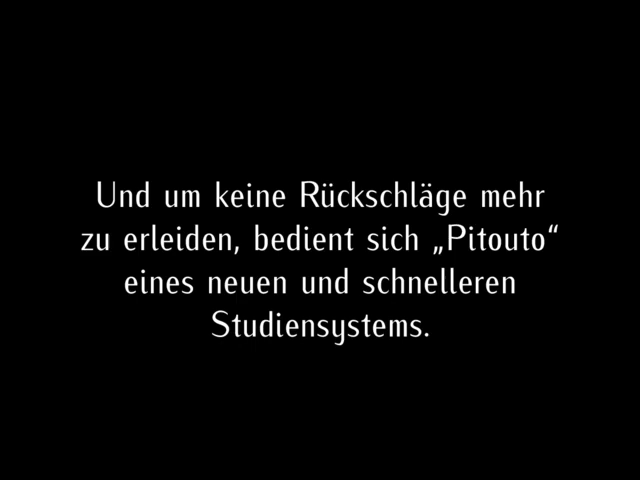 Und um keine Rückschläge mehr
zu erleiden, bedient sich „Pitouto“
eines neuen und schnelleren
Studiensystems.